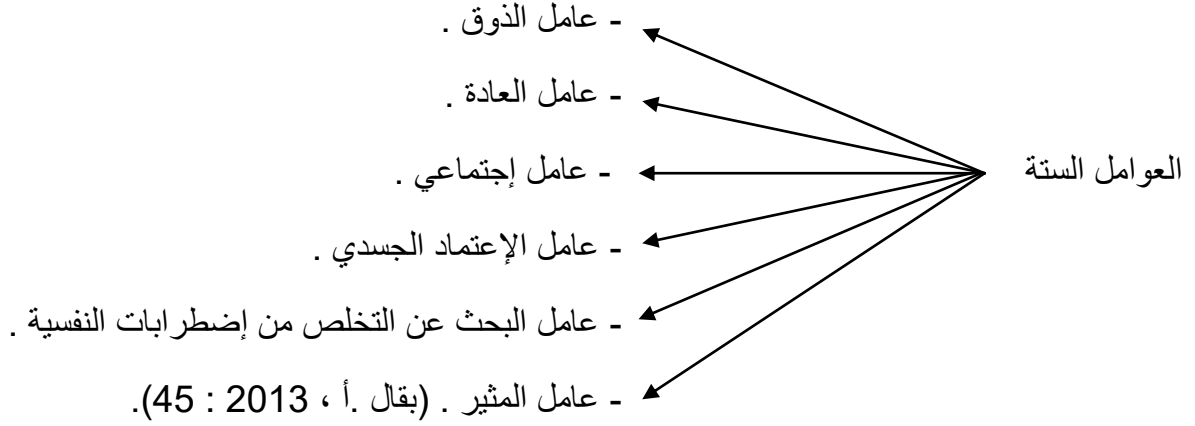 العوامل الستة
- عامل الذوق .
- عامل العادة .
- عامل إجتماعي .
- عامل الإعتماد الجسدي .
- عامل البحث عن التخلص من إضطرابات النفسية .
- عامل المثير . (بقال .أ ، 2013 : 45).